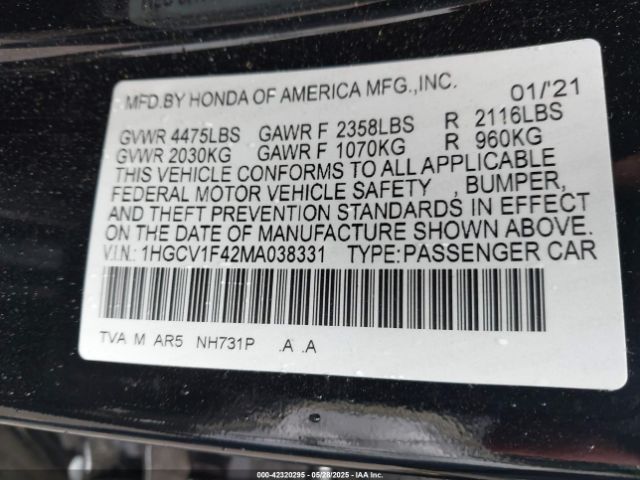 MFD.BY HONDA OF AMERICA MFG.,INC. 01/'21
GVWR 4475LBS GAWR F 2358LBS R 2116LBS
GVWR 2030KG GAWR F 1070KG R 960KG
THIS VEHICLE CONFORMS TO ALL APPLICABLE
FEDERAL MOTOR VEHICLE SAFETY , BUMPER,
AND THEFT PREVENTION STANDARDS IN EFFECT
ON THE DATE OF MANUFACTURE SHOWN ABOVE.
V.I.N: 1HGCV1F42MA038331 TYPE:PASSENGER CAR
TVA M AR5 NH731P .A .A
000-42320295 - 05/28/2025 - IAA